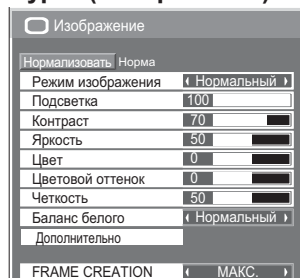 Изображение
Нормализовать Норма
Режим изображения Нормальный
Подсветка 100
Контраст 70
Яркость 50
Цвет 0
Цветовой оттенок 0
Четкость 50
Баланс белого Нормальный
Дополнительно
FRAME CREATION МАКС.